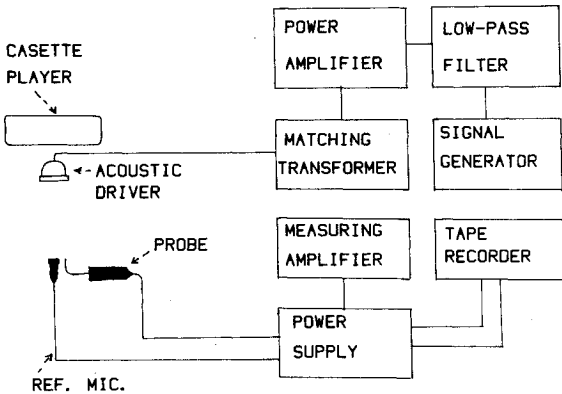 CASETTE
PLAYER
POWER
AMPLIFIER
LOW-PASS
FILTER
MATCHING
TRANSFORMER
SIGNAL
GENERATOR
ACOUSTIC
DRIVER
PROBE
MEASURING
AMPLIFIER
TAPE
RECORDER
POWER
SUPPLY
REF. MIC.